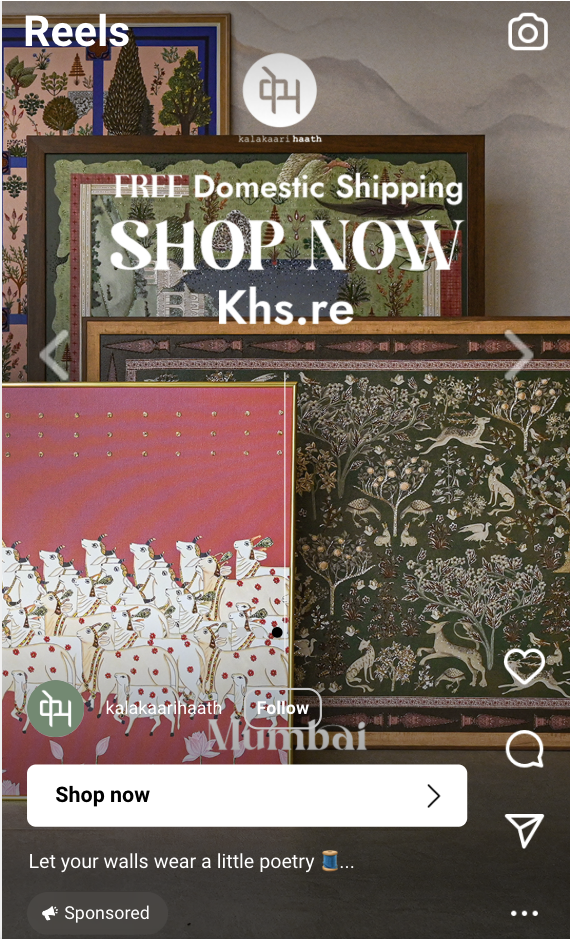 Reels
कھ
kalakaari haath
FREE Domestic Shipping
SHOP NOW
Khs.re
kalakaarihaath
Follow
Mumbai
Shop now
Let your walls wear a little poetry 🧵...
Sponsored